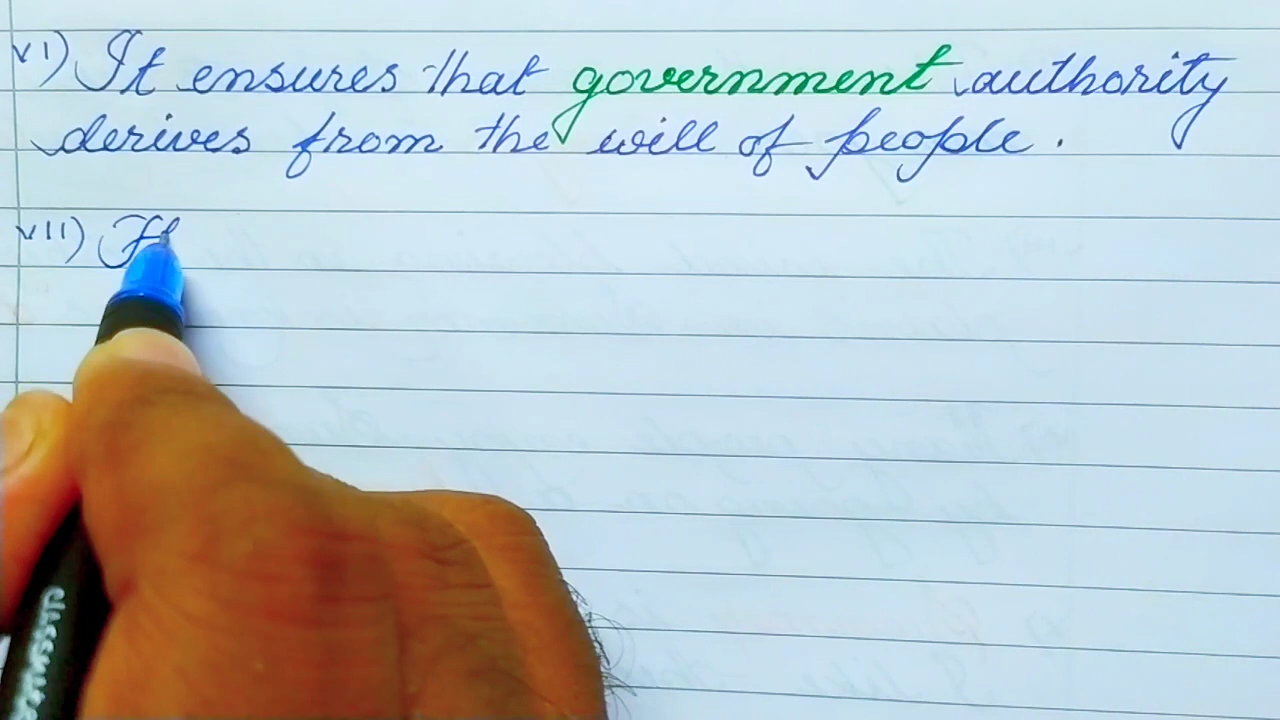 VI) It ensures that government authority
derives from the will of people.
VII)